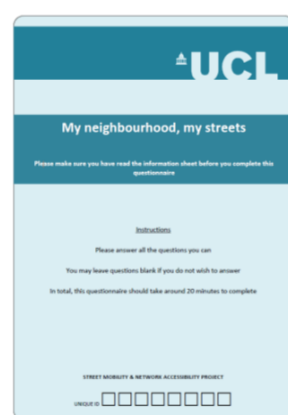 UCL
My neighbourhood, my streets
Please make sure you have read the information sheet before you complete this
questionnaire
Instructions
Please answer all the questions you can
You may leave questions blank if you do not wish to answer
In total, this questionnaire should take around 20 minutes to complete
STREET MOBILITY & NETWORK ACCESSIBILITY PROJECT
UNIQUE ID